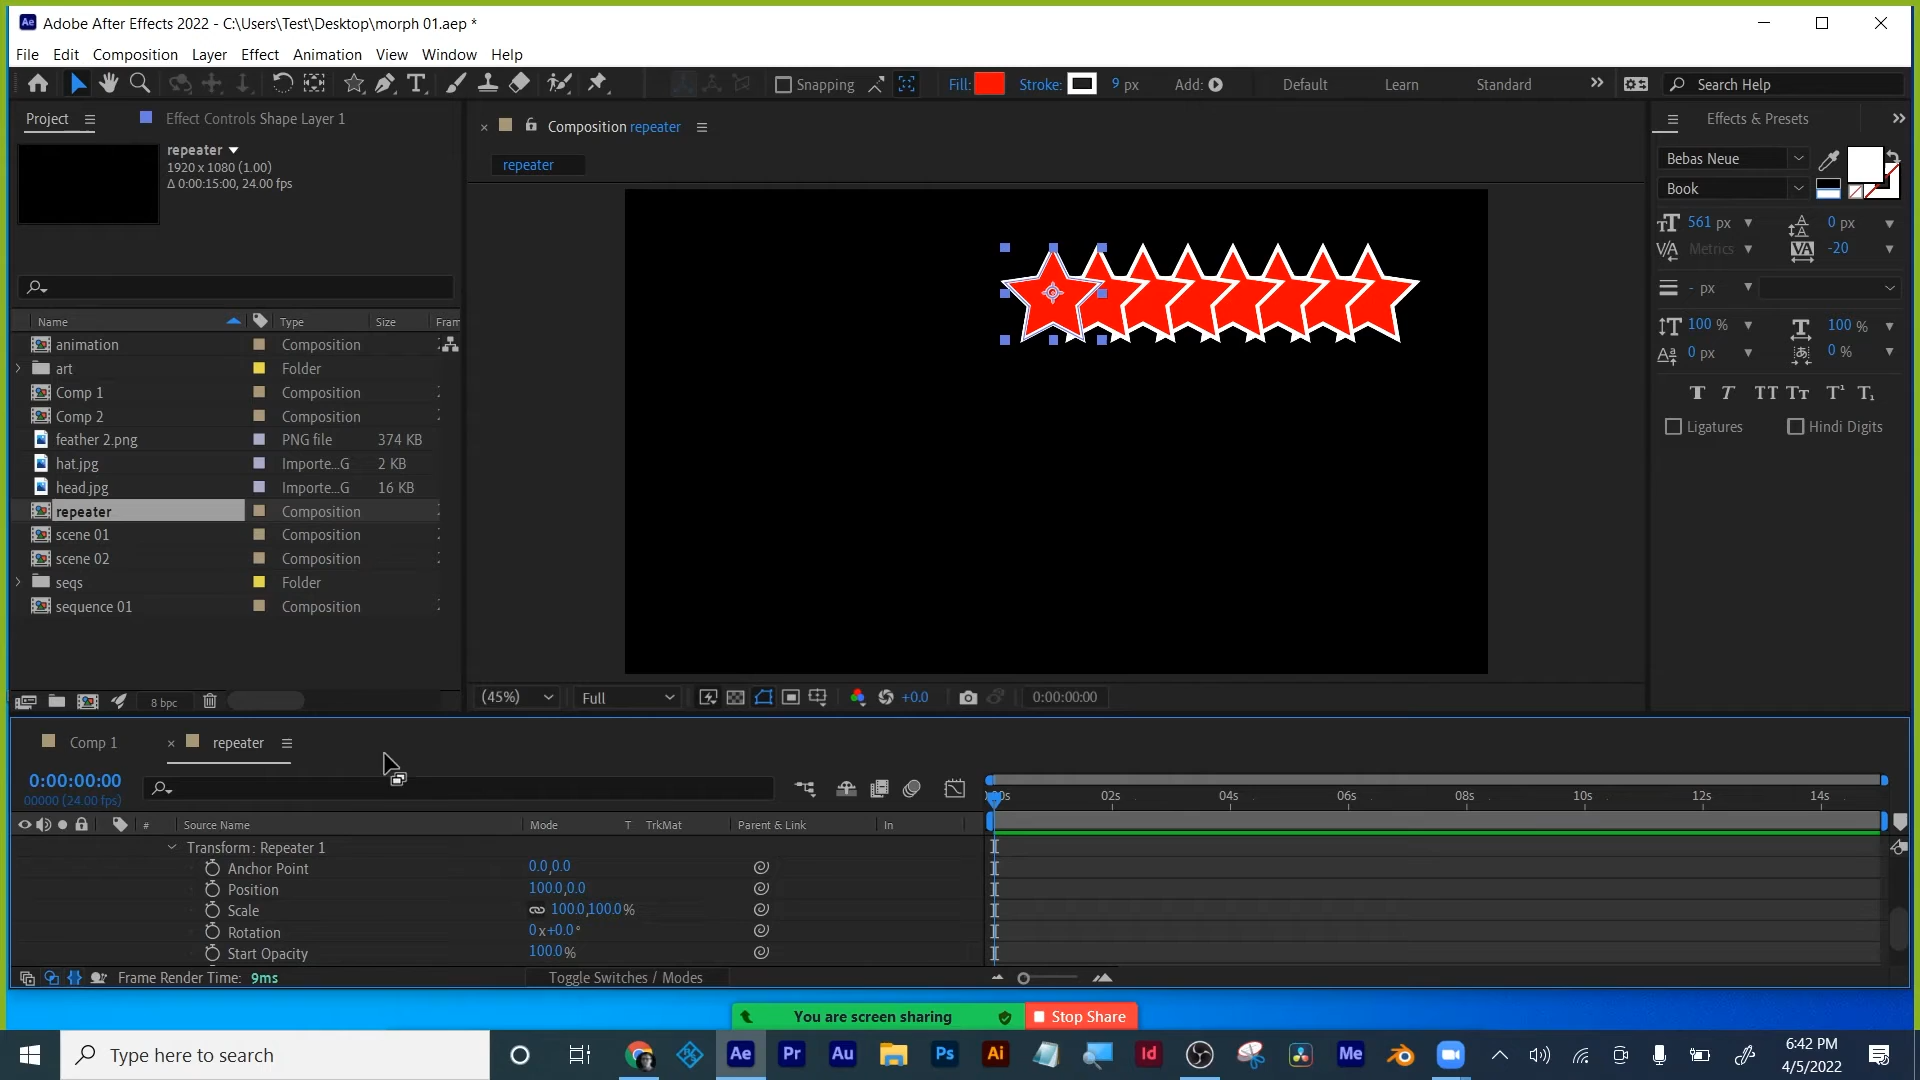 Adobe After Effects 2022 - C:\Users\Test\Desktop\morph 01.aep *
File Edit Composition Layer Effect Animation View Window Help
Snapping Fill: Stroke: 9 px Add: Default Learn Standard Search Help
Project Effect Controls Shape Layer 1
repeater
1920 x 1080 (1.00)
Δ 0:00:15:00, 24.00 fps
Name Type Size Fram
animation Composition
art Folder
Comp 1 Composition
Comp 2 Composition
feather 2.png PNG file 374 KB
hat.jpg Importe...G 2 KB
head.jpg Importe...G 16 KB
repeater Composition
scene 01 Composition
scene 02 Composition
seqs Folder
sequence 01 Composition
8 bpc
Composition repeater
repeater
(45%) Full +0.0 0:00:00:00
Effects & Presets
Bebas Neue
Book
561 px 0 px
Metrics -20
- px
100 % 100 %
0 px 0 %
Ligatures Hindi Digits
Comp 1 repeater
0:00:00:00
00000 (24.00 fps)
02s 04s 06s 08s 10s 12s 14s
# Source Name Mode T TrkMat Parent & Link In
Transform: Repeater 1
Anchor Point 0.0,0.0
Position 100.0,0.0
Scale 100.0,100.0%
Rotation 0x+0.0°
Start Opacity 100.0%
Frame Render Time: 9ms Toggle Switches / Modes
You are screen sharing Stop Share
Type here to search
Ae Pr Au Ps Ai Id Me
6:42 PM
4/5/2022